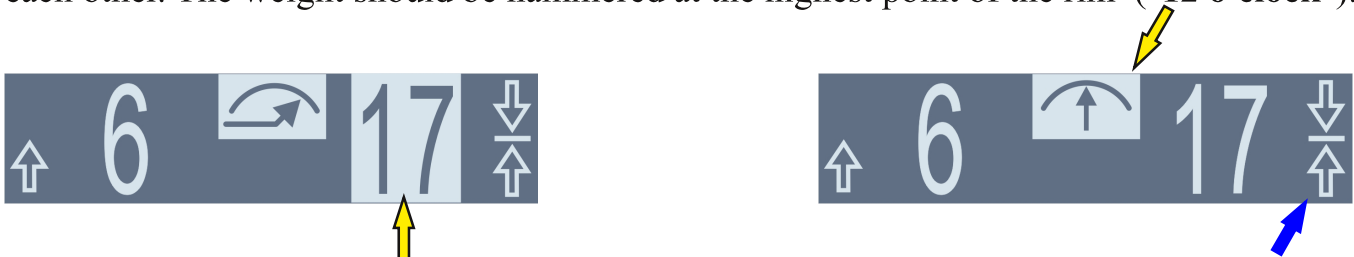 each other. The weight should be hammered at the highest point of the rim ("12 o'clock").
6 17 6 17